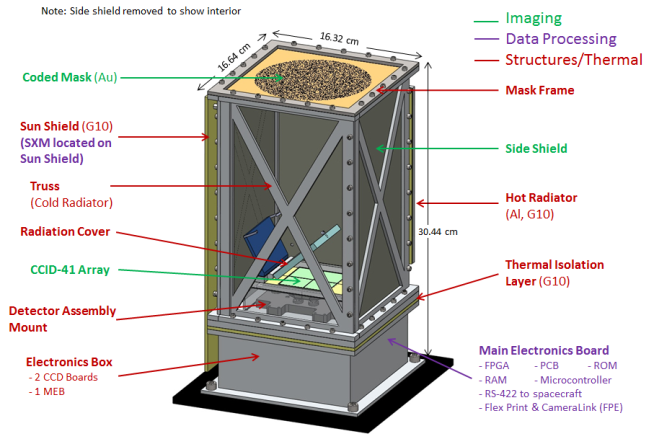 Note: Side shield removed to show interior
Imaging
Data Processing
Structures/Thermal
16.64 cm
16.32 cm
Coded Mask (Au)
Mask Frame
Sun Shield (G10)
(SXM located on
Sun Shield)
Side Shield
Truss
(Cold Radiator)
Hot Radiator
(Al, G10)
30.44 cm
Radiation Cover
CCID-41 Array
Thermal Isolation
Layer (G10)
Detector Assembly
Mount
Electronics Box
- 2 CCD Boards
- 1 MEB
Main Electronics Board
- FPGA - PCB - ROM
- RAM - Microcontroller
- RS-422 to spacecraft
- Flex Print & CameraLink (FPE)